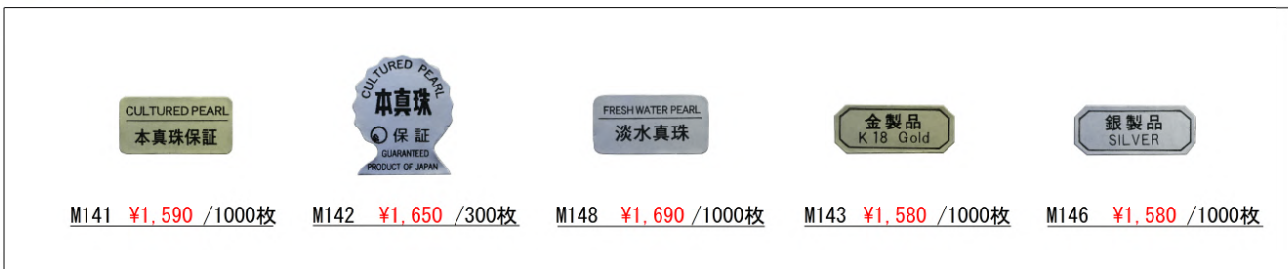 CULTURED PEARL
本真珠保証
CULTURED PEARL
本真珠
保証
GUARANTEED
PRODUCT OF JAPAN
FRESH WATER PEARL
淡水真珠
金製品
K18 Gold
銀製品
SILVER
M141 ¥1,590 /1000枚
M142 ¥1,650 /300枚
M148 ¥1,690 /1000枚
M143 ¥1,580 /1000枚
M146 ¥1,580 /1000枚